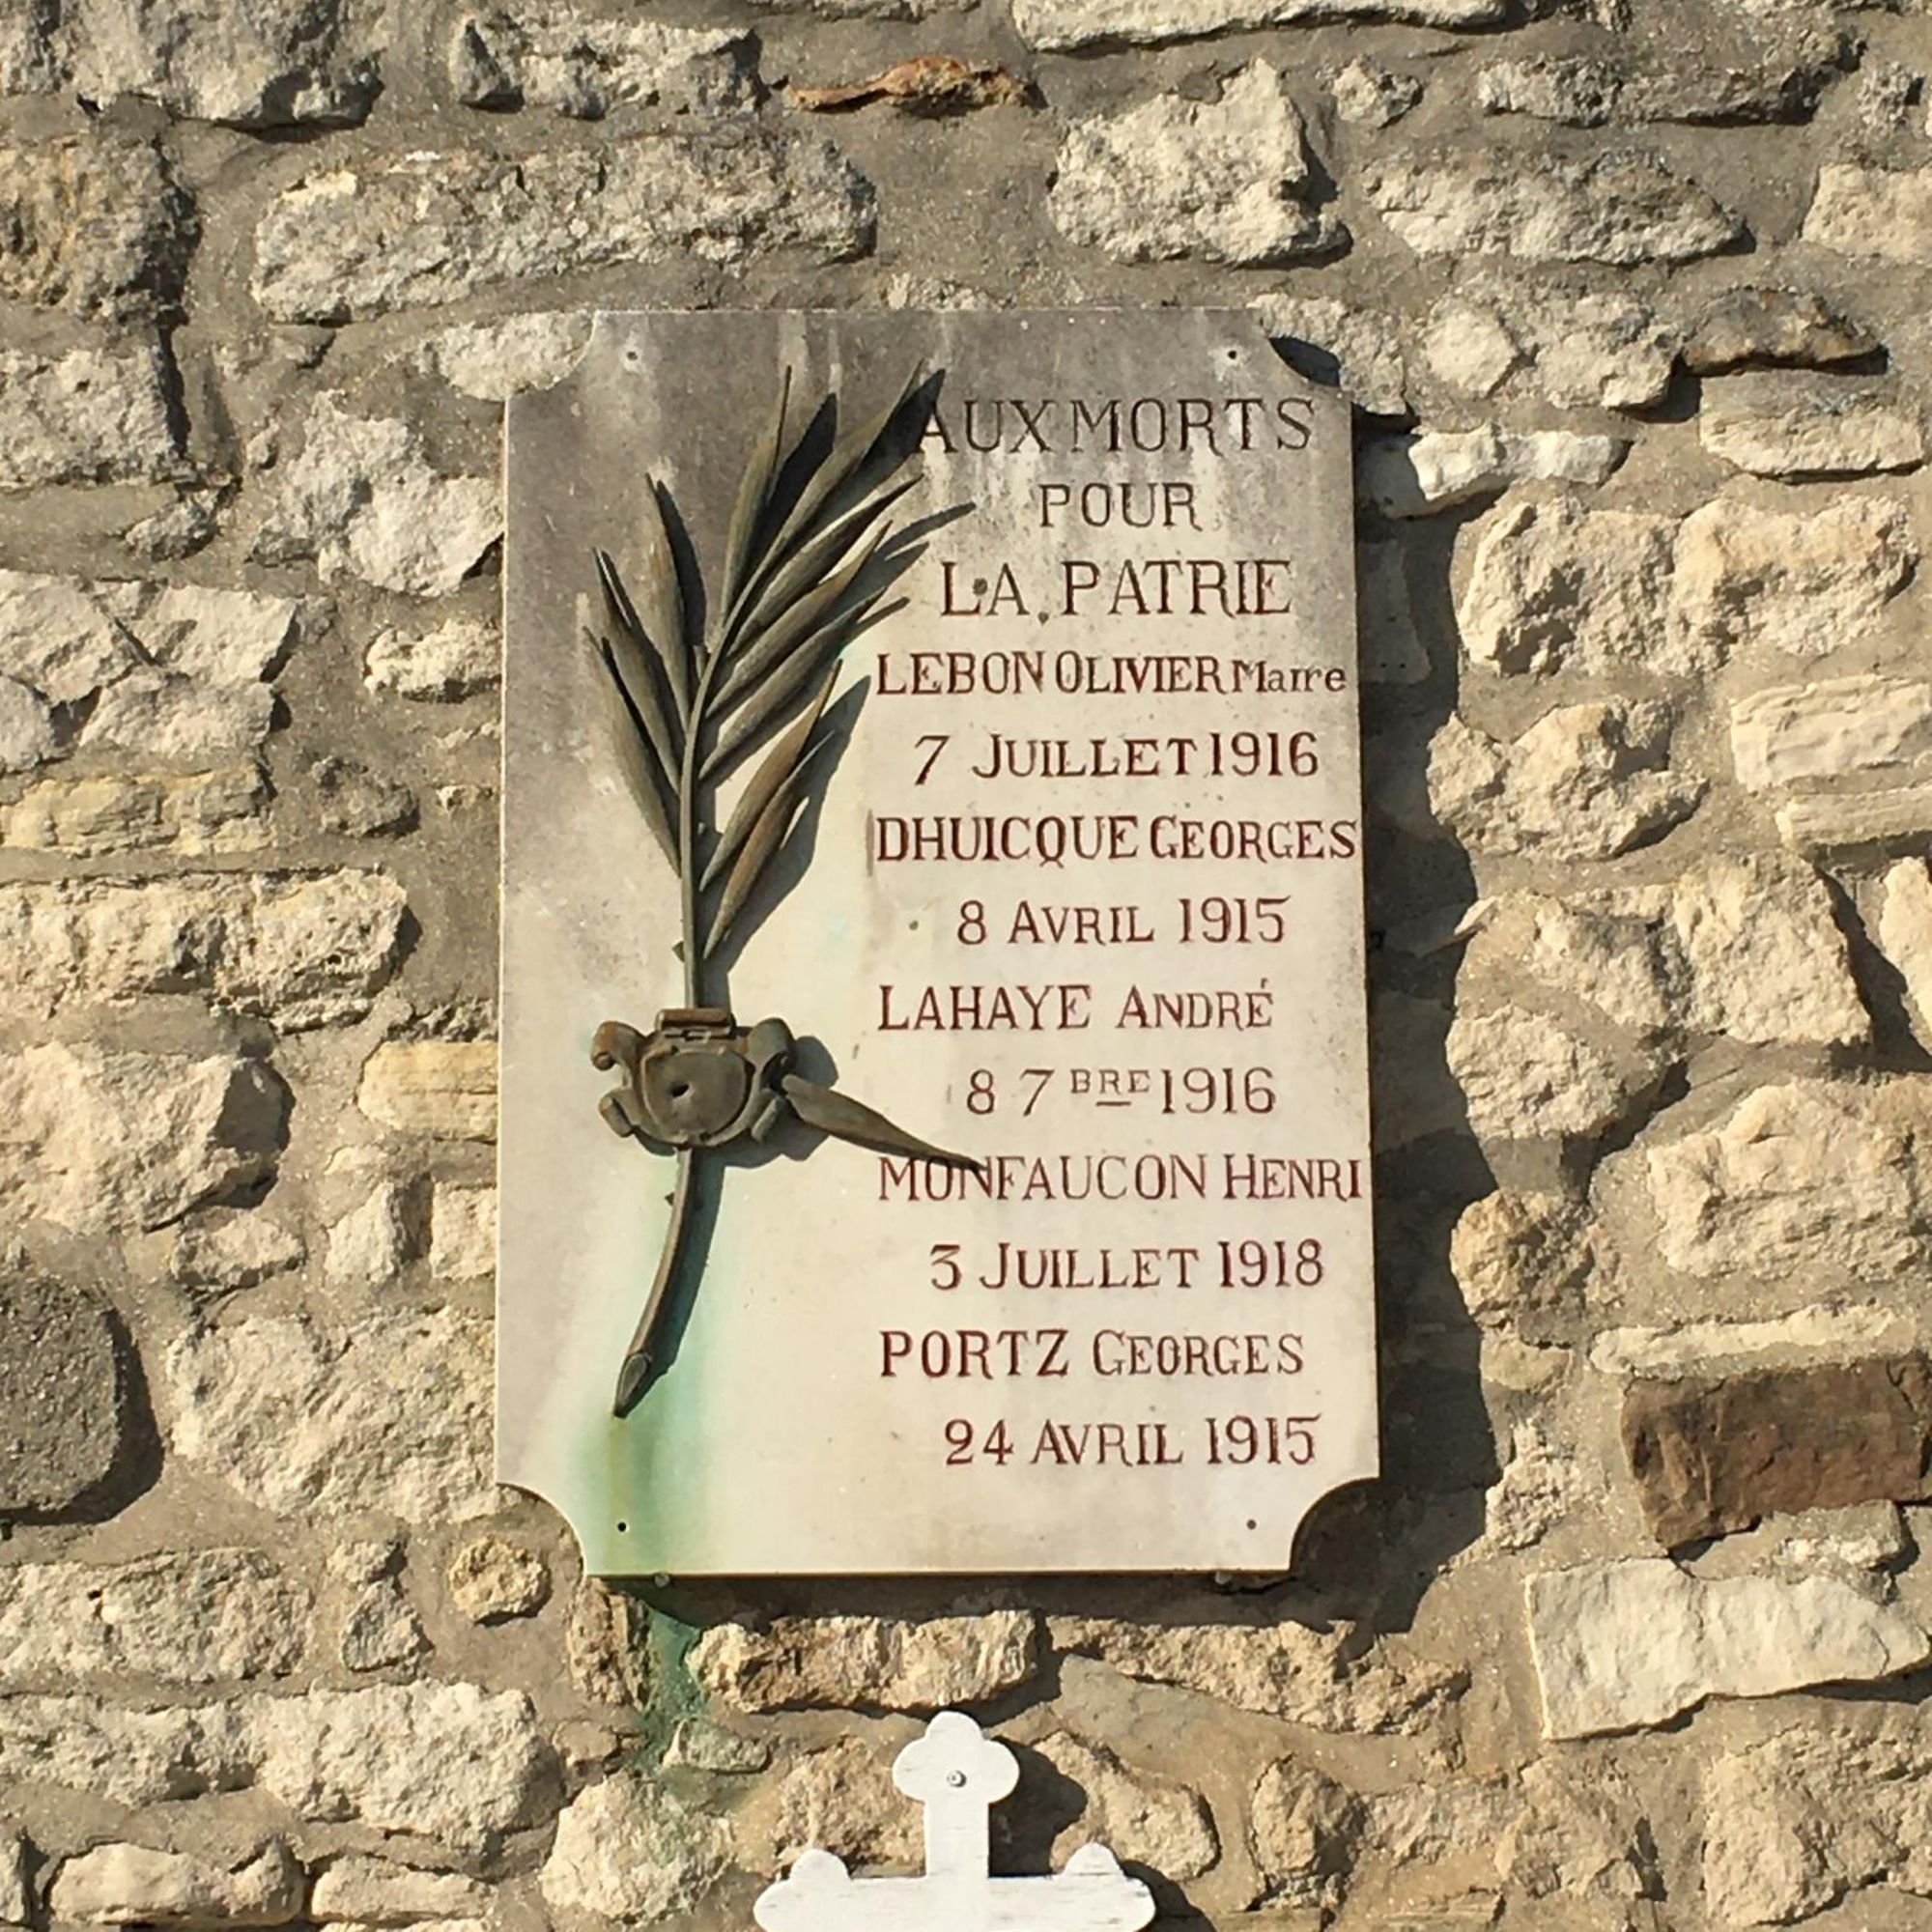 AUX MORTS
POUR
LA PATRIE
LEBON OLIVIER Maire
7 JUILLET 1916
DHUICQUE GEORGES
8 AVRIL 1915
LAHAYE ANDRÉ
8 7BRE 1916
MONFAUCON HENRI
3 JUILLET 1918
PORTZ GEORGES
24 AVRIL 1915